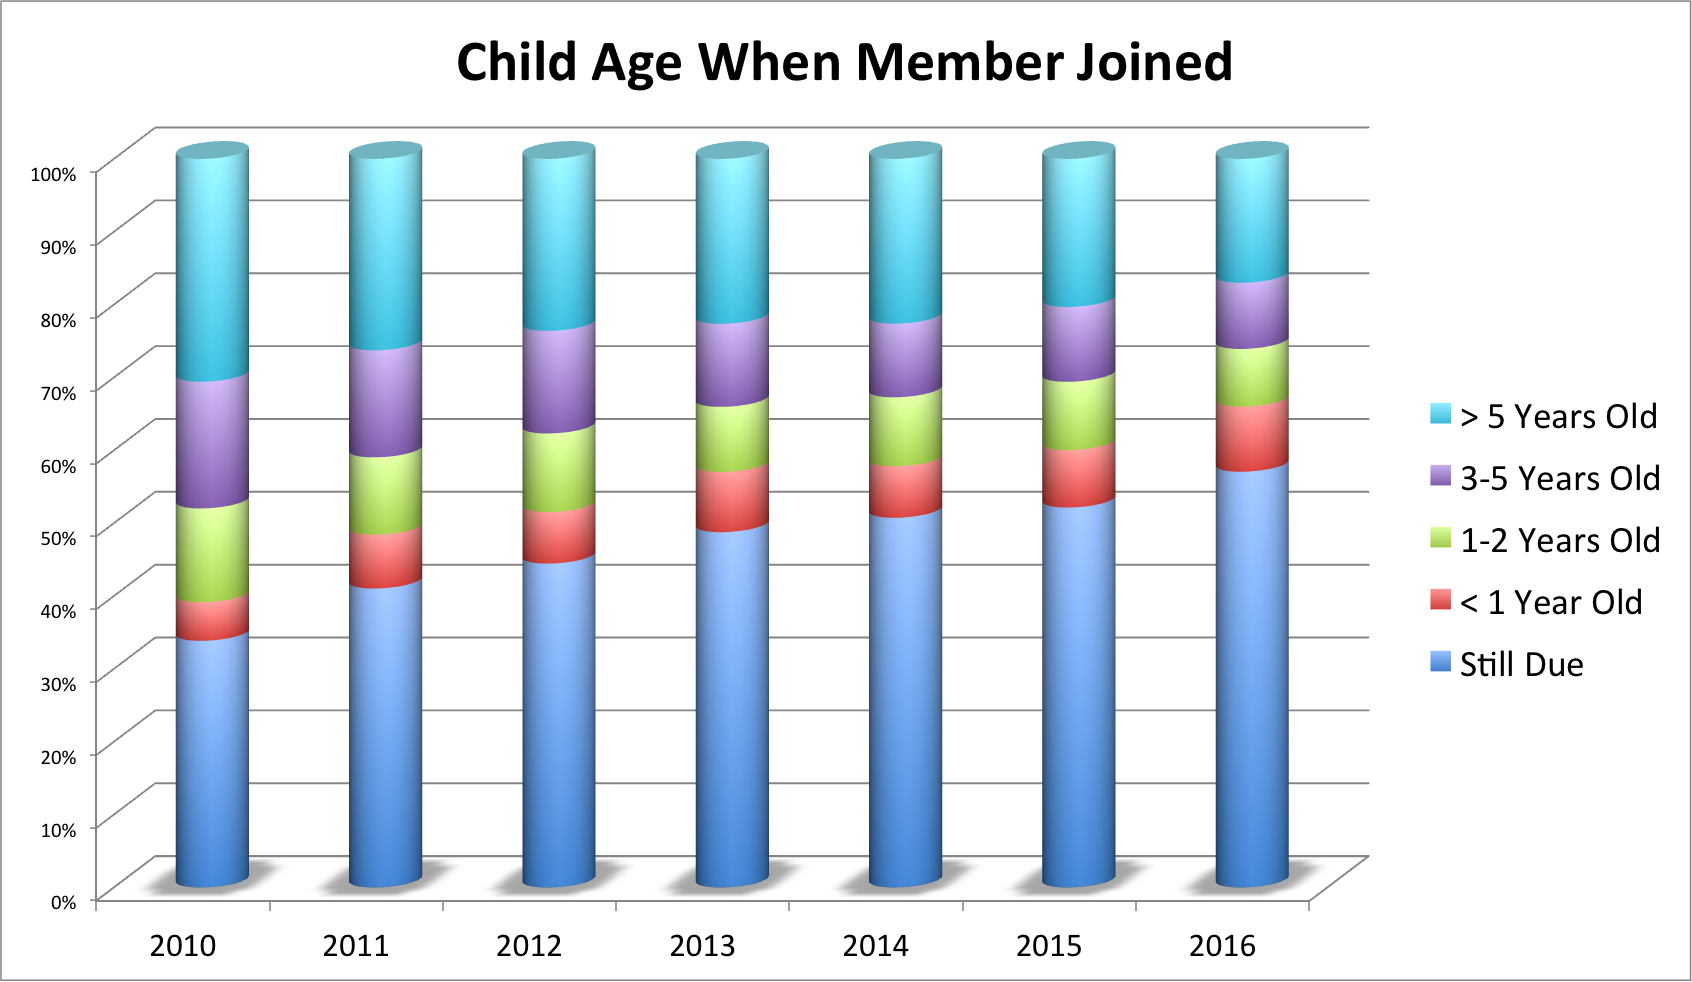 Child Age When Member Joined
100%
90%
80%
70%
60%
50%
40%
30%
20%
10%
0%
2010 2011 2012 2013 2014 2015 2016
> 5 Years Old
3-5 Years Old
1-2 Years Old
< 1 Year Old
Still Due